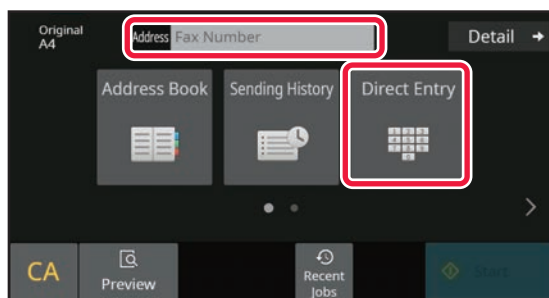 Original
A4
Address Fax Number
Detail
Address Book
Sending History
Direct Entry
CA
Preview
Recent
Jobs
Start